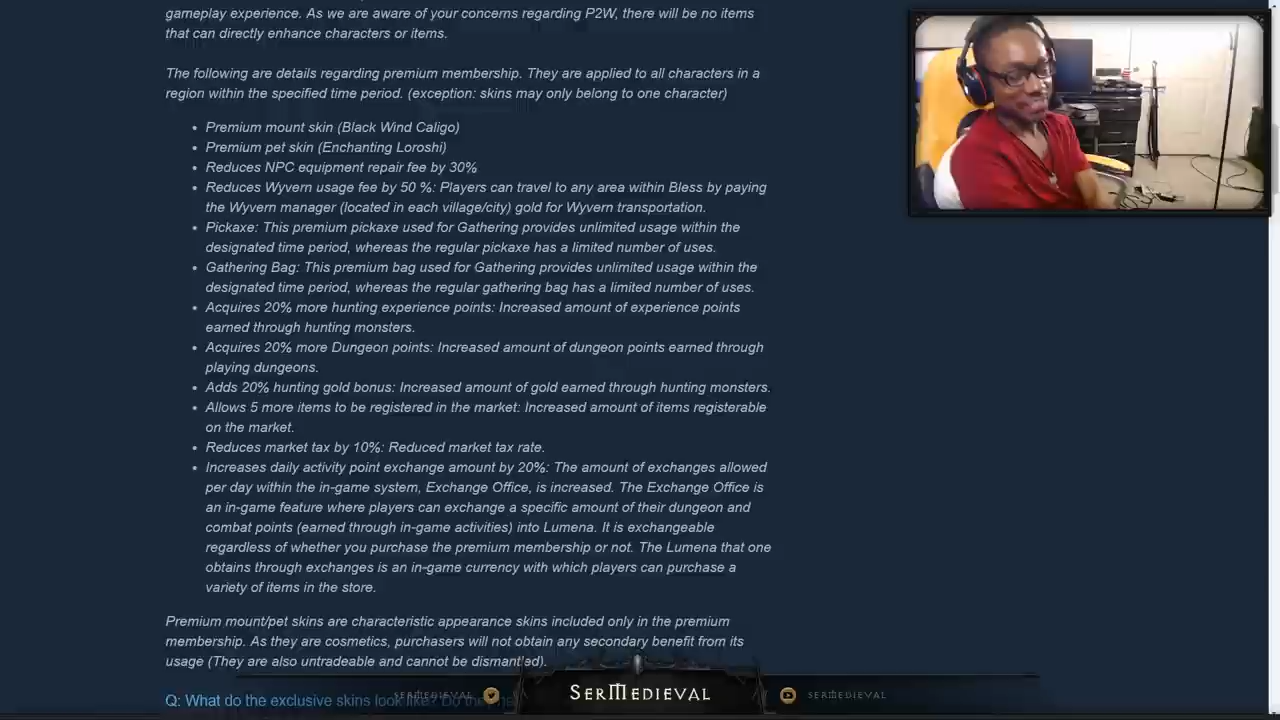 gameplay experience. As we are aware of your concerns regarding P2W, there will be no items
that can directly enhance characters or items.
The following are details regarding premium membership. They are applied to all characters in a
region within the specified time period. (exception: skins may only belong to one character)
• Premium mount skin (Black Wind Caligo)
• Premium pet skin (Enchanting Loroshi)
• Reduces NPC equipment repair fee by 30%
• Reduces Wyvern usage fee by 50 %: Players can travel to any area within Bless by paying
the Wyvern manager (located in each village/city) gold for Wyvern transportation.
• Pickaxe: This premium pickaxe used for Gathering provides unlimited usage within the
designated time period, whereas the regular pickaxe has a limited number of uses.
• Gathering Bag: This premium bag used for Gathering provides unlimited usage within the
designated time period, whereas the regular gathering bag has a limited number of uses.
• Acquires 20% more hunting experience points: Increased amount of experience points
earned through hunting monsters.
• Acquires 20% more Dungeon points: Increased amount of dungeon points earned through
playing dungeons.
• Adds 20% hunting gold bonus: Increased amount of gold earned through hunting monsters.
• Allows 5 more items to be registered in the market: Increased amount of items registerable
on the market.
• Reduces market tax by 10%: Reduced market tax rate.
• Increases daily activity point exchange amount by 20%: The amount of exchanges allowed
per day within the in-game system, Exchange Office, is increased. The Exchange Office is
an in-game feature where players can exchange a specific amount of their dungeon and
combat points (earned through in-game activities) into Lumena. It is exchangeable
regardless of whether you purchase the premium membership or not. The Lumena that one
obtains through exchanges is an in-game currency with which players can purchase a
variety of items in the store.
Premium mount/pet skins are characteristic appearance skins included only in the premium
membership. As they are cosmetics, purchasers will not obtain any secondary benefit from its
usage (They are also untradeable and cannot be dismantled).
Q: What do the exclusive skins look like? Do they
SERMEDIEVAL
SERMEDIEVAL
SERMEDIEVAL